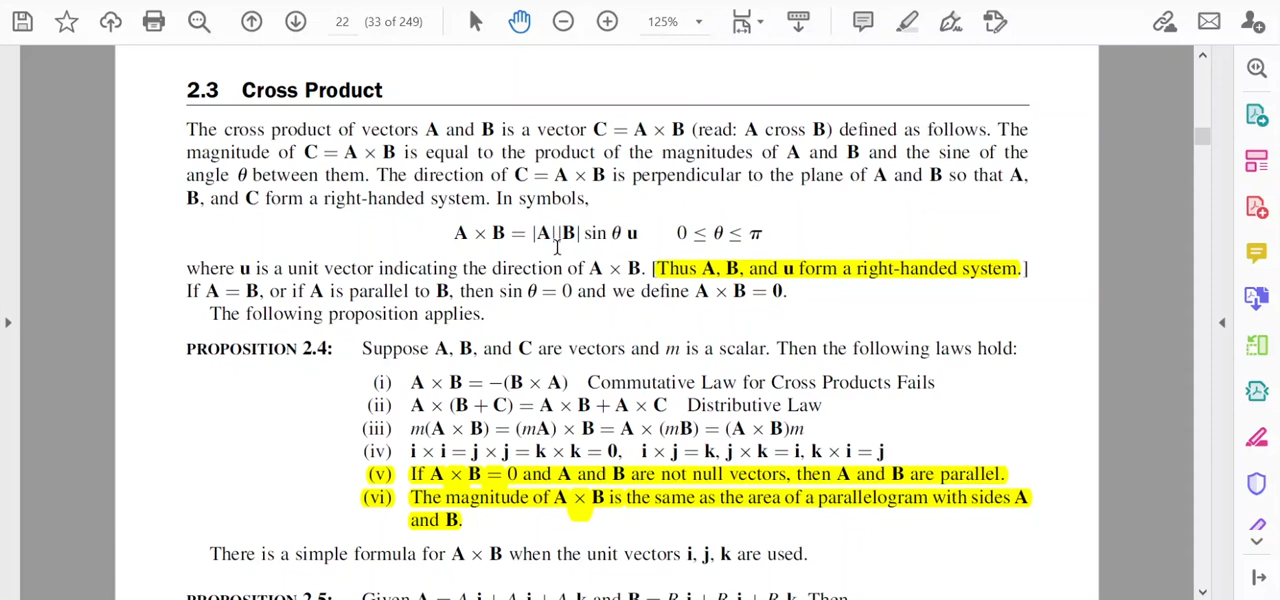 22 (33 of 249) 125%
2.3 Cross Product
The cross product of vectors A and B is a vector C = A × B (read: A cross B) defined as follows. The
magnitude of C = A × B is equal to the product of the magnitudes of A and B and the sine of the
angle θ between them. The direction of C = A × B is perpendicular to the plane of A and B so that A,
B, and C form a right-handed system. In symbols,
A × B = |A||B| sin θ u 0 ≤ θ ≤ π
where u is a unit vector indicating the direction of A × B. [Thus A, B, and u form a right-handed system.]
If A = B, or if A is parallel to B, then sin θ = 0 and we define A × B = 0.
The following proposition applies.
PROPOSITION 2.4: Suppose A, B, and C are vectors and m is a scalar. Then the following laws hold:
(i) A × B = −(B × A) Commutative Law for Cross Products Fails
(ii) A × (B + C) = A × B + A × C Distributive Law
(iii) m(A × B) = (mA) × B = A × (mB) = (A × B)m
(iv) i × i = j × j = k × k = 0, i × j = k, j × k = i, k × i = j
(v) If A × B = 0 and A and B are not null vectors, then A and B are parallel.
(vi) The magnitude of A × B is the same as the area of a parallelogram with sides A
and B.
There is a simple formula for A × B when the unit vectors i, j, k are used.
PROPOSITION 2.5: Given